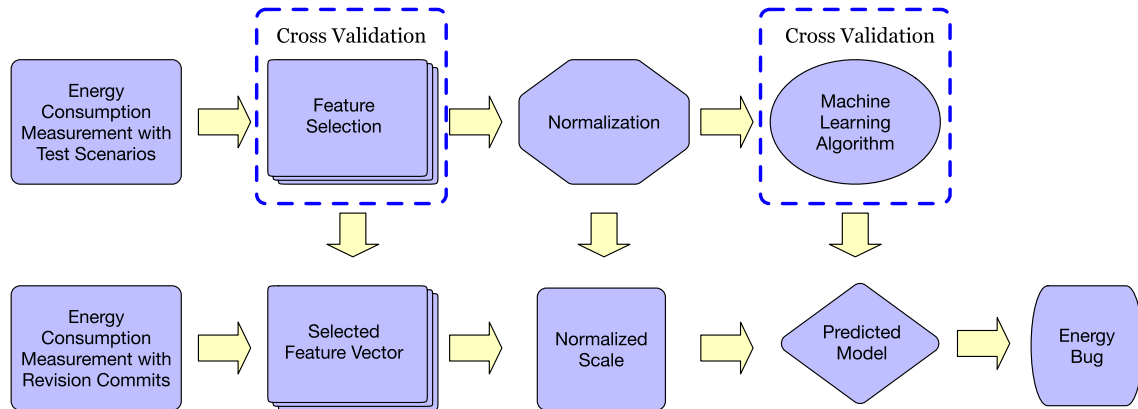 Cross Validation
Cross Validation
Energy
Consumption
Measurement with
Test Scenarios
Feature
Selection
Normalization
Machine
Learning
Algorithm
Energy
Consumption
Measurement with
Revision Commits
Selected
Feature Vector
Normalized
Scale
Predicted
Model
Energy
Bug